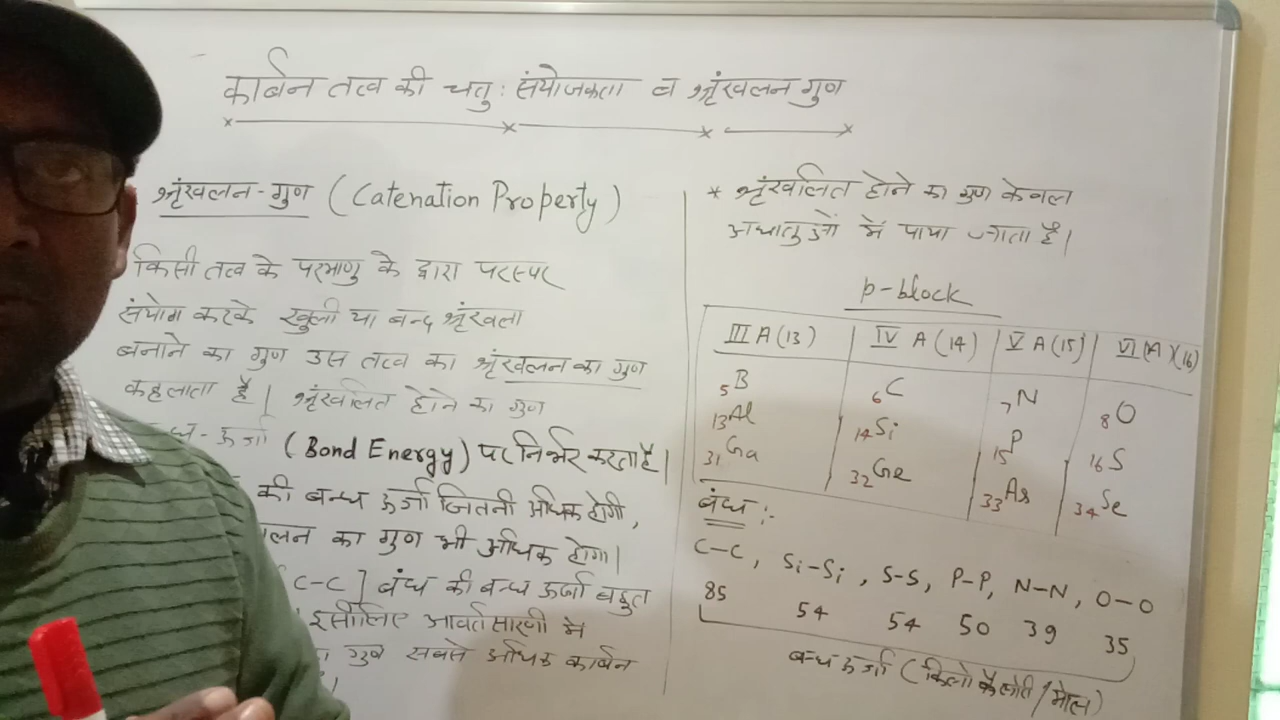 कार्बन तत्व की चतु: संयोजकता व श्रृंखलन गुण
श्रृंखलन-गुण (Catenation Property)
किसी तत्व के परमाणु के द्वारा परस्पर
संयोग करके खुली या बन्द श्रृंखला
बनाने का गुण उस तत्व का श्रृंखलन का गुण
कहलाता है| श्रृंखलित होने का गुण
ध-ऊर्जा (Bond Energy) पर निर्भर करता है|
की बन्ध ऊर्जा जितनी अधिक होगी,
लन का गुण भी अधिक होगा|
[C-C] बंध की बन्ध ऊर्जा बहुत
इसीलिए आवर्त सारणी में
गुण सबसे अधिक कार्बन
* श्रृंखलित होने का गुण केवल
अधातुओं में पाया जाता है|
p-block
III A (13) IV A (14) V A (15) VI (A) (16)
5B 6C 7N 8O
13Al 14Si 15P 16S
31Ga 32Ge 33As 34Se
बंध :-
C-C, Si-Si, S-S, P-P, N-N, O-O
85 54 54 50 39 35
बन्ध ऊर्जा (किलो कैलोरी/मोल)